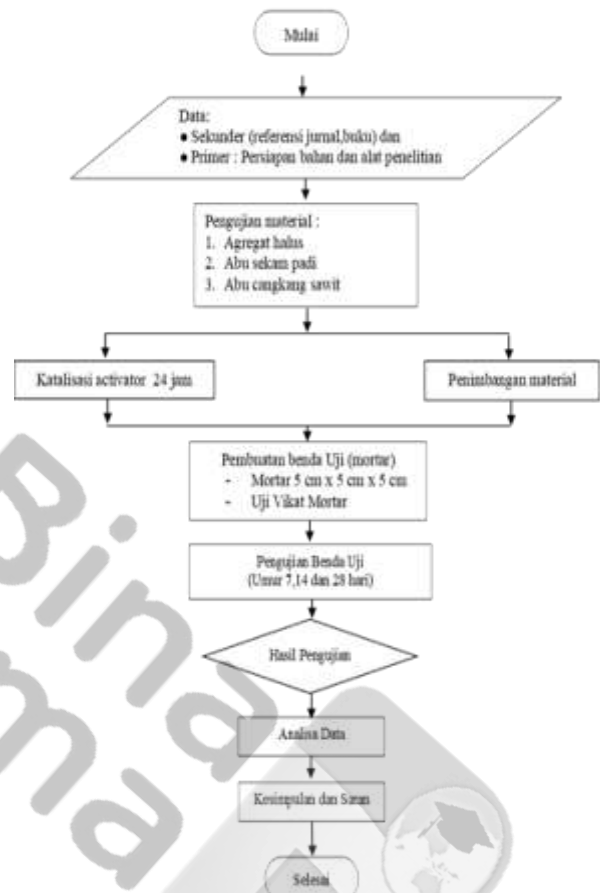 Mulai
Data:
● Sekunder (referensi jurnal,buku) dan
● Primer : Persiapan bahan dan alat penelitian
Pengujian material :
1. Agregat halus
2. Abu sekam padi
3. Abu cangkang sawit
Katalisasi activator 24 jam
Penimbangan material
Pembuatan benda Uji (mortar)
- Mortar 5 cm x 5 cm x 5 cm
- Uji Vikat Mortar
Pengujian Benda Uji
(Umur 7,14 dan 28 hari)
Hasil Pengujian
Analisa Data
Kesimpulan dan Saran
Selesai
Bina
ma